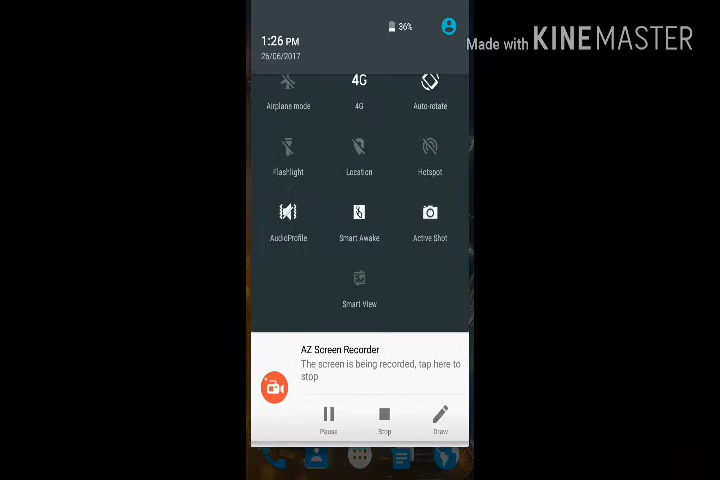 36%
1:26 PM
26/06/2017
Made with KINEMASTER
4G
Airplane mode
4G
Auto-rotate
Flashlight
Location
Hotspot
AudioProfile
Smart Awake
Active Shot
Smart View
AZ Screen Recorder
The screen is being recorded, tap here to
stop
Pause
Stop
Draw